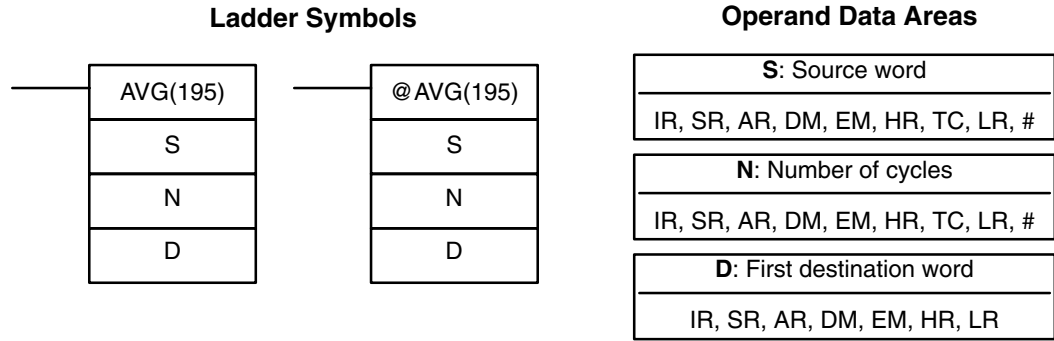 Ladder Symbols
AVG(195)
S
N
D
@AVG(195)
S
N
D
Operand Data Areas
S: Source word
IR, SR, AR, DM, EM, HR, TC, LR, #
N: Number of cycles
IR, SR, AR, DM, EM, HR, TC, LR, #
D: First destination word
IR, SR, AR, DM, EM, HR, LR